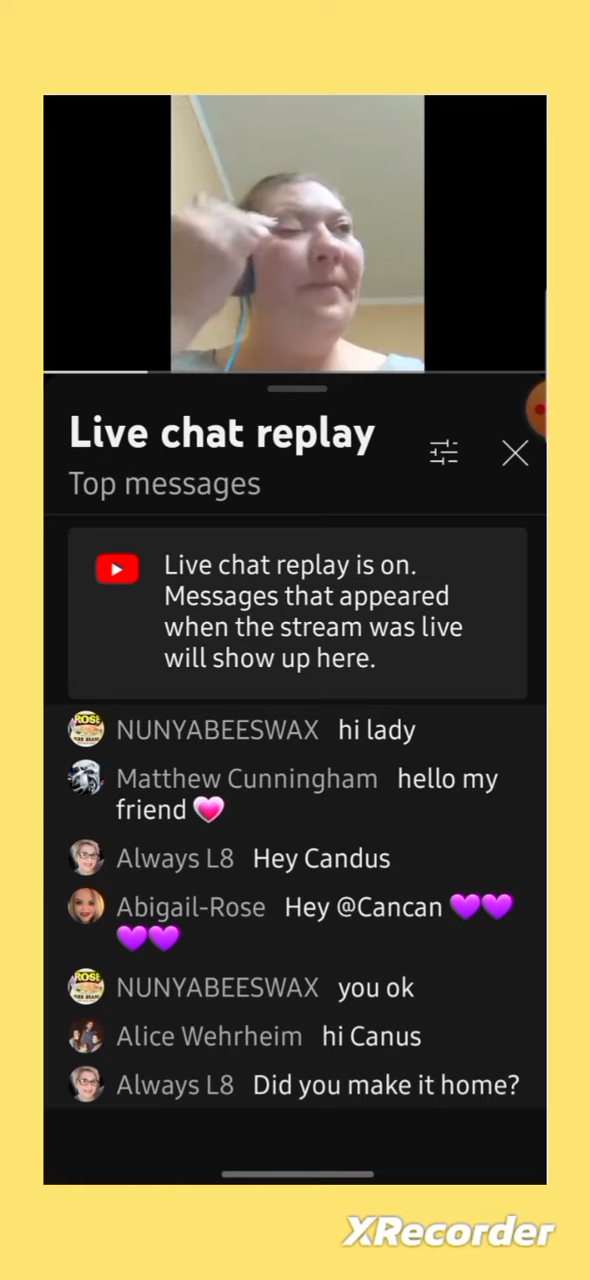 Live chat replay
Top messages
Live chat replay is on.
Messages that appeared
when the stream was live
will show up here.
NUNYABEESWAX hi lady
Matthew Cunningham hello my
friend 💗
Always L8 Hey Candus
Abigail-Rose Hey @Cancan 💜💜
💜💜
NUNYABEESWAX you ok
Alice Wehrheim hi Canus
Always L8 Did you make it home?
XRecorder